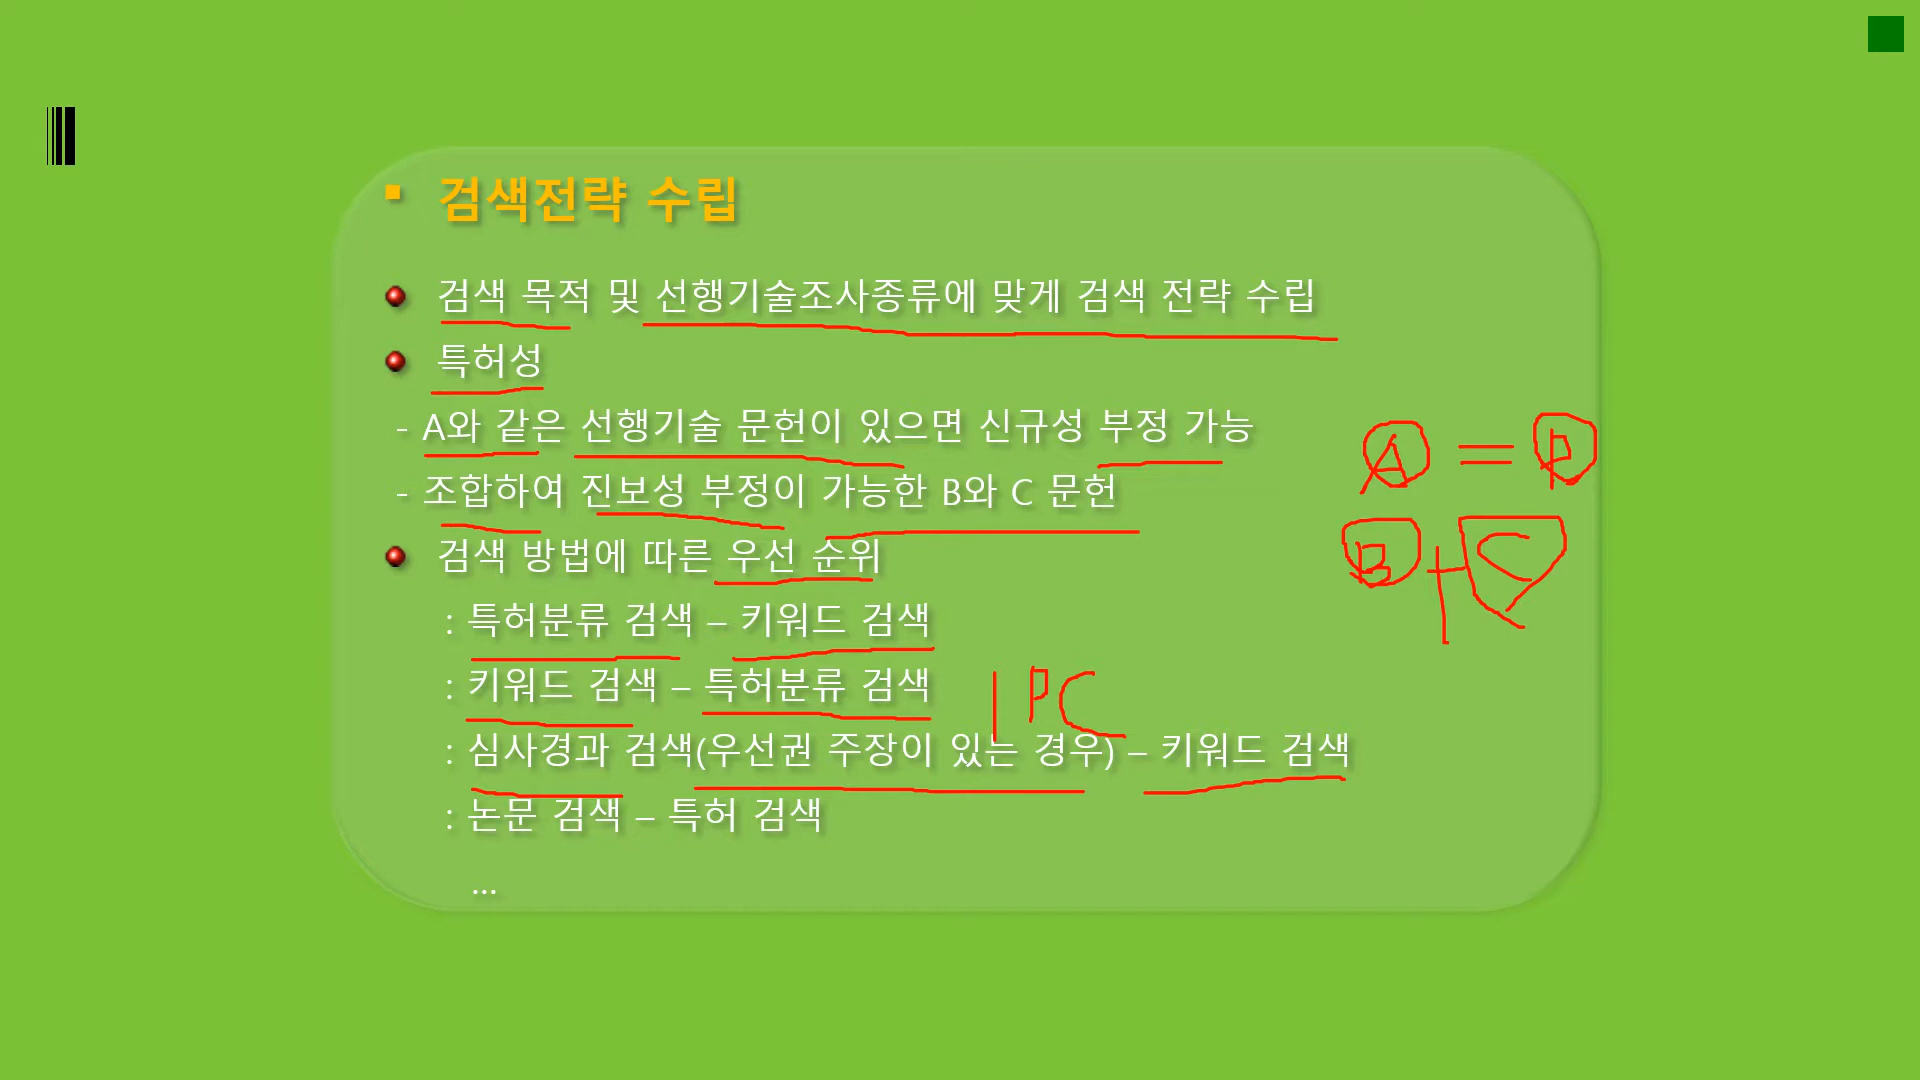 ▪ 검색전략 수립
검색 목적 및 선행기술조사종류에 맞게 검색 전략 수립
특허성
- A와 같은 선행기술 문헌이 있으면 신규성 부정 가능
A = P
- 조합하여 진보성 부정이 가능한 B와 C 문헌
B + C
검색 방법에 따른 우선 순위
: 특허분류 검색 – 키워드 검색
: 키워드 검색 – 특허분류 검색
IPC
: 심사경과 검색(우선권 주장이 있는 경우) – 키워드 검색
: 논문 검색 – 특허 검색
...